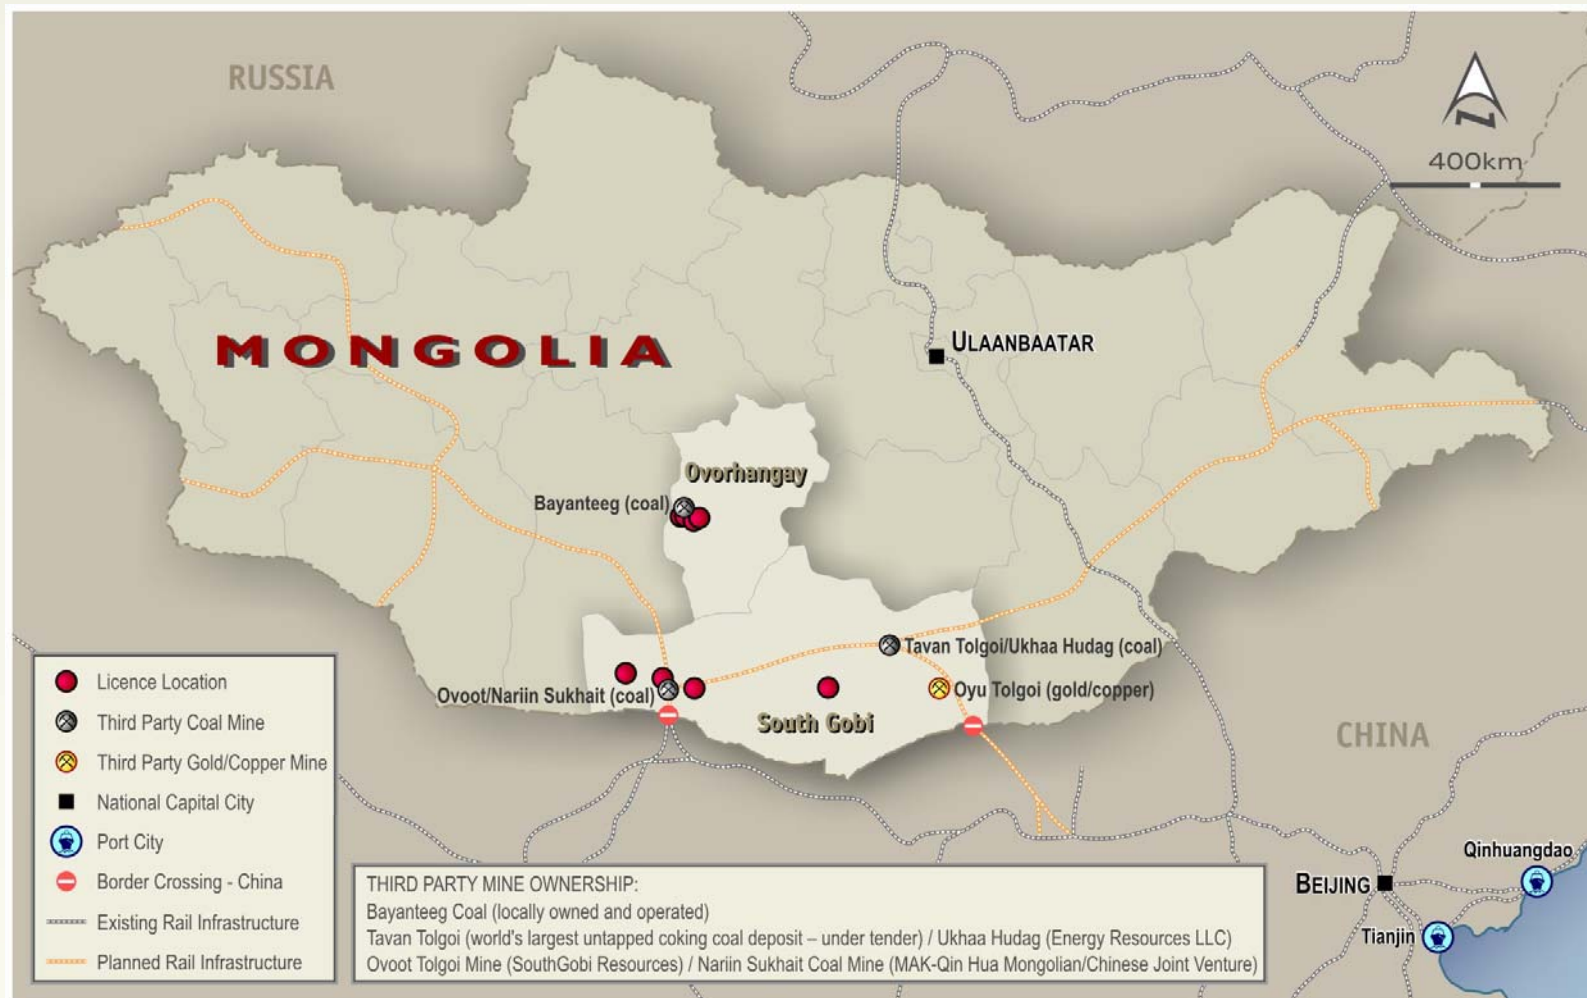 RUSSIA
400km
MONGOLIA
ULAANBAATAR
Ovorhangay
Bayanteeg (coal)
Tavan Tolgoi/Ukhaa Hudag (coal)
Ovoot/Nariin Sukhait (coal)
Oyu Tolgoi (gold/copper)
South Gobi
CHINA
Licence Location
Third Party Coal Mine
Third Party Gold/Copper Mine
National Capital City
Port City
Border Crossing - China
Existing Rail Infrastructure
Planned Rail Infrastructure
THIRD PARTY MINE OWNERSHIP:
Bayanteeg Coal (locally owned and operated)
Tavan Tolgoi (world's largest untapped coking coal deposit – under tender) / Ukhaa Hudag (Energy Resources LLC)
Ovoot Tolgoi Mine (SouthGobi Resources) / Nariin Sukhait Coal Mine (MAK-Qin Hua Mongolian/Chinese Joint Venture)
Qinhuangdao
BEIJING
Tianjin